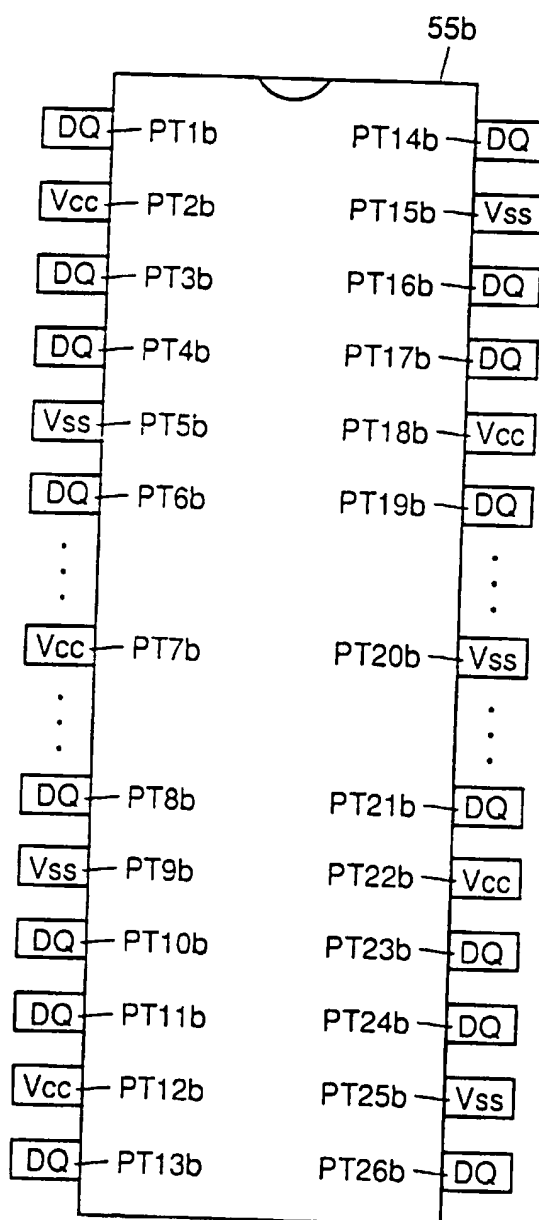 55b
DQ PT1b PT14b DQ
Vcc PT2b PT15b Vss
DQ PT3b PT16b DQ
DQ PT4b PT17b DQ
Vss PT5b PT18b Vcc
DQ PT6b PT19b DQ
Vcc PT7b PT20b Vss
DQ PT8b PT21b DQ
Vss PT9b PT22b Vcc
DQ PT10b PT23b DQ
DQ PT11b PT24b DQ
Vcc PT12b PT25b Vss
DQ PT13b PT26b DQ